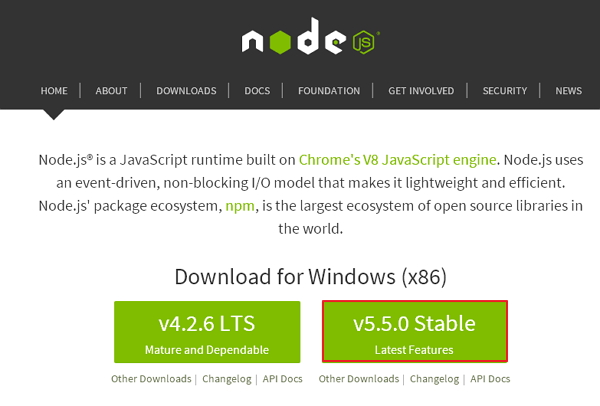 node JS®
HOME | ABOUT | DOWNLOADS | DOCS | FOUNDATION | GET INVOLVED | SECURITY | NEWS
Node.js® is a JavaScript runtime built on Chrome's V8 JavaScript engine. Node.js uses
an event-driven, non-blocking I/O model that makes it lightweight and efficient.
Node.js' package ecosystem, npm, is the largest ecosystem of open source libraries in
the world.
Download for Windows (x86)
v4.2.6 LTS
Mature and Dependable
v5.5.0 Stable
Latest Features
Other Downloads | Changelog | API Docs
Other Downloads | Changelog | API Docs